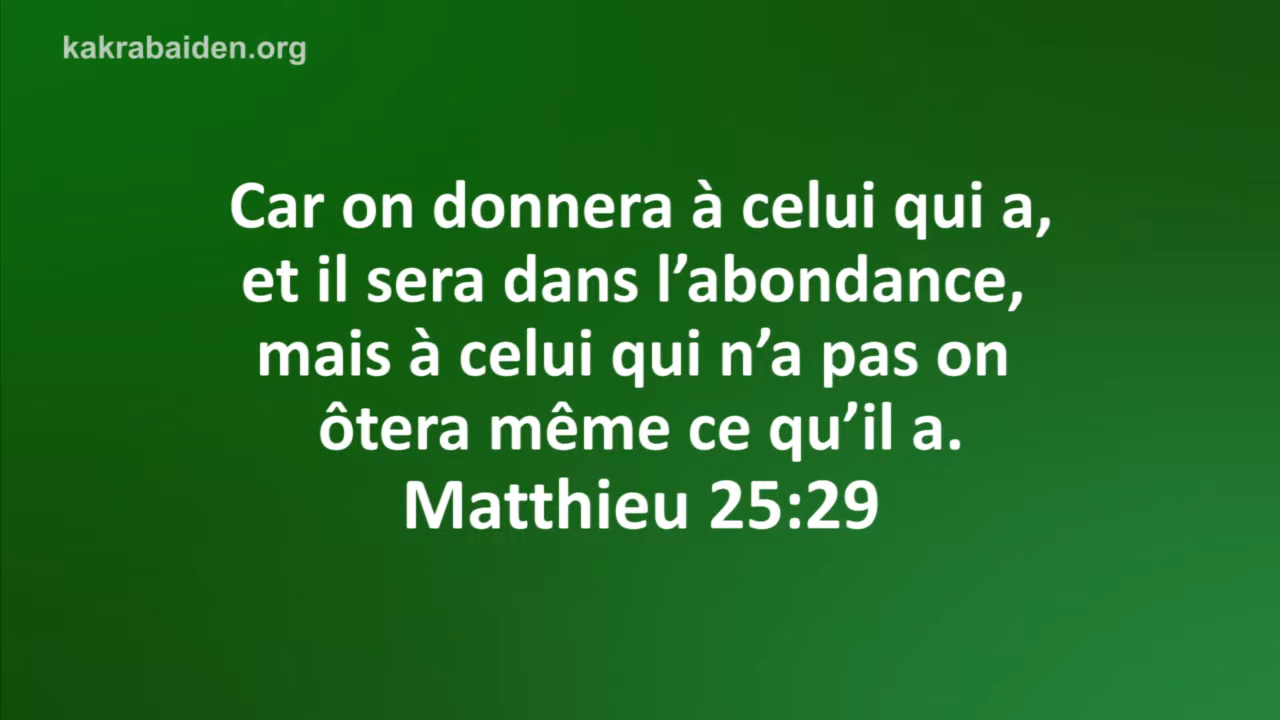 kakrabaiden.org
Car on donnera à celui qui a,
et il sera dans l’abondance,
mais à celui qui n’a pas on
ôtera même ce qu’il a.
Matthieu 25:29